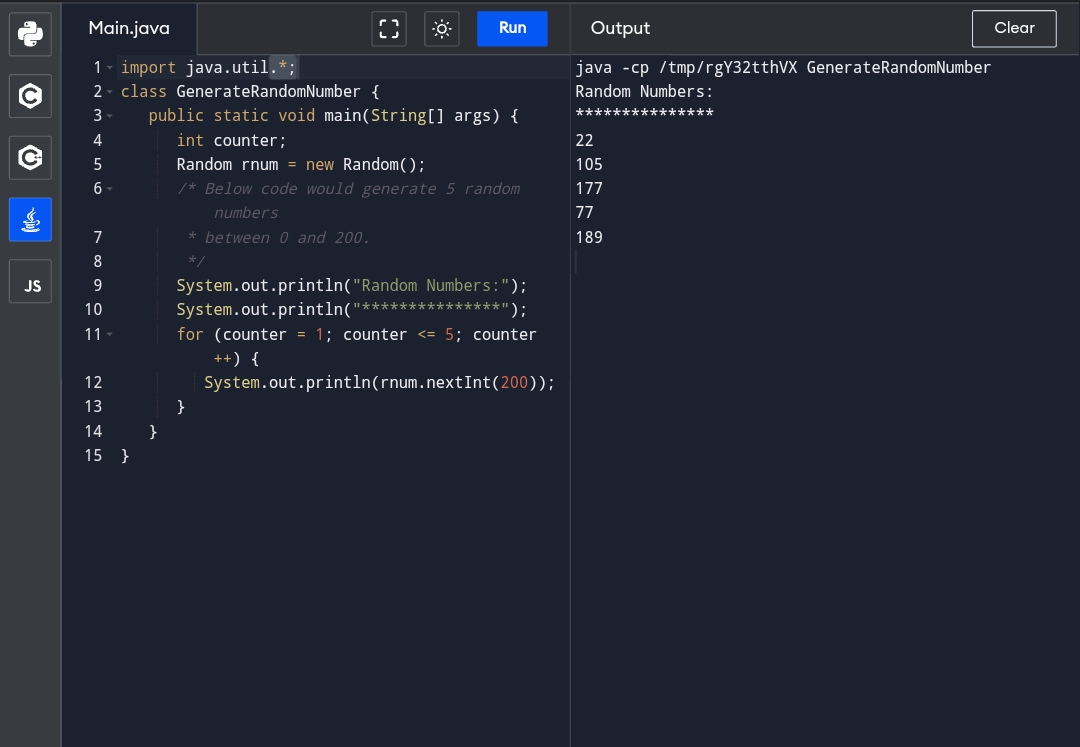 Main.java
Run
Output
Clear
JS
1 import java.util.*;
2 class GenerateRandomNumber {
3 public static void main(String[] args) {
4 int counter;
5 Random rnum = new Random();
6 /* Below code would generate 5 random
numbers
7 * between 0 and 200.
8 */
9 System.out.println("Random Numbers:");
10 System.out.println("***************");
11 for (counter = 1; counter <= 5; counter
++) {
12 System.out.println(rnum.nextInt(200));
13 }
14 }
15 }
java -cp /tmp/rgY32tthVX GenerateRandomNumber
Random Numbers:
***************
22
105
177
77
189